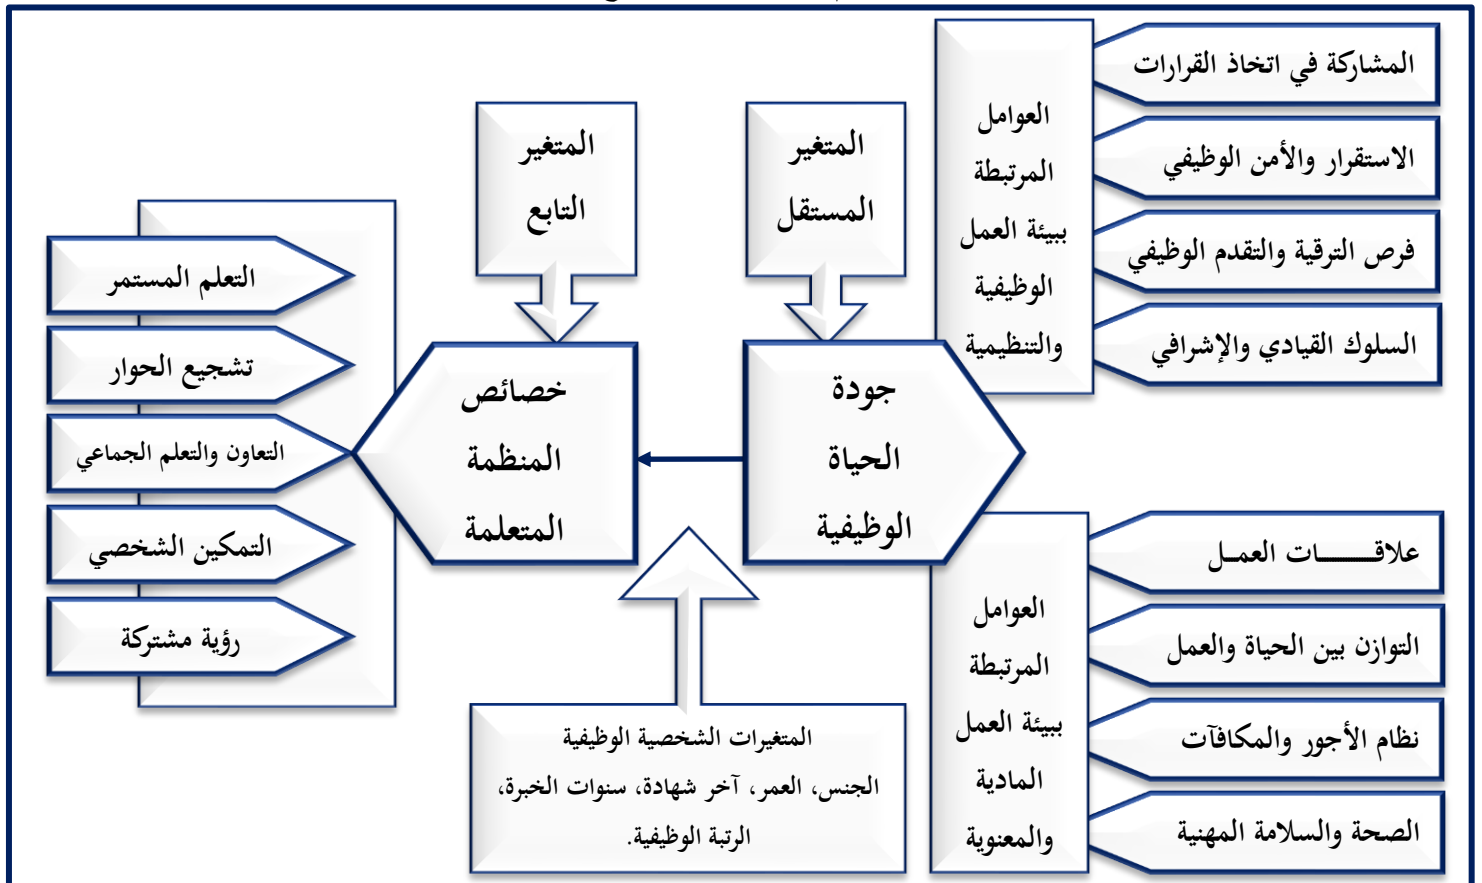 المشاركة في اتخاذ القرارات
الاستقرار والأمن الوظيفي
فرص الترقية والتقدم الوظيفي
السلوك القيادي والإشرافي
العوامل
المرتبطة
ببيئة العمل
الوظيفية
والتنظيمية
علاقـــــــات العمــل
التوازن بين الحياة والعمل
نظام الأجور والمكافآت
الصحة والسلامة المهنية
العوامل
المرتبطة
ببيئة العمل
المادية
والمعنوية
المتغير
المستقل
جودة
الحياة
الوظيفية
المتغير
التابع
خصائص
المنظمة
المتعلمة
التعلم المستمر
تشجيع الحوار
التعاون والتعلم الجماعي
التمكين الشخصي
رؤية مشتركة
المتغيرات الشخصية الوظيفية
الجنس، العمر، آخر شهادة، سنوات الخبرة،
الرتبة الوظيفية.